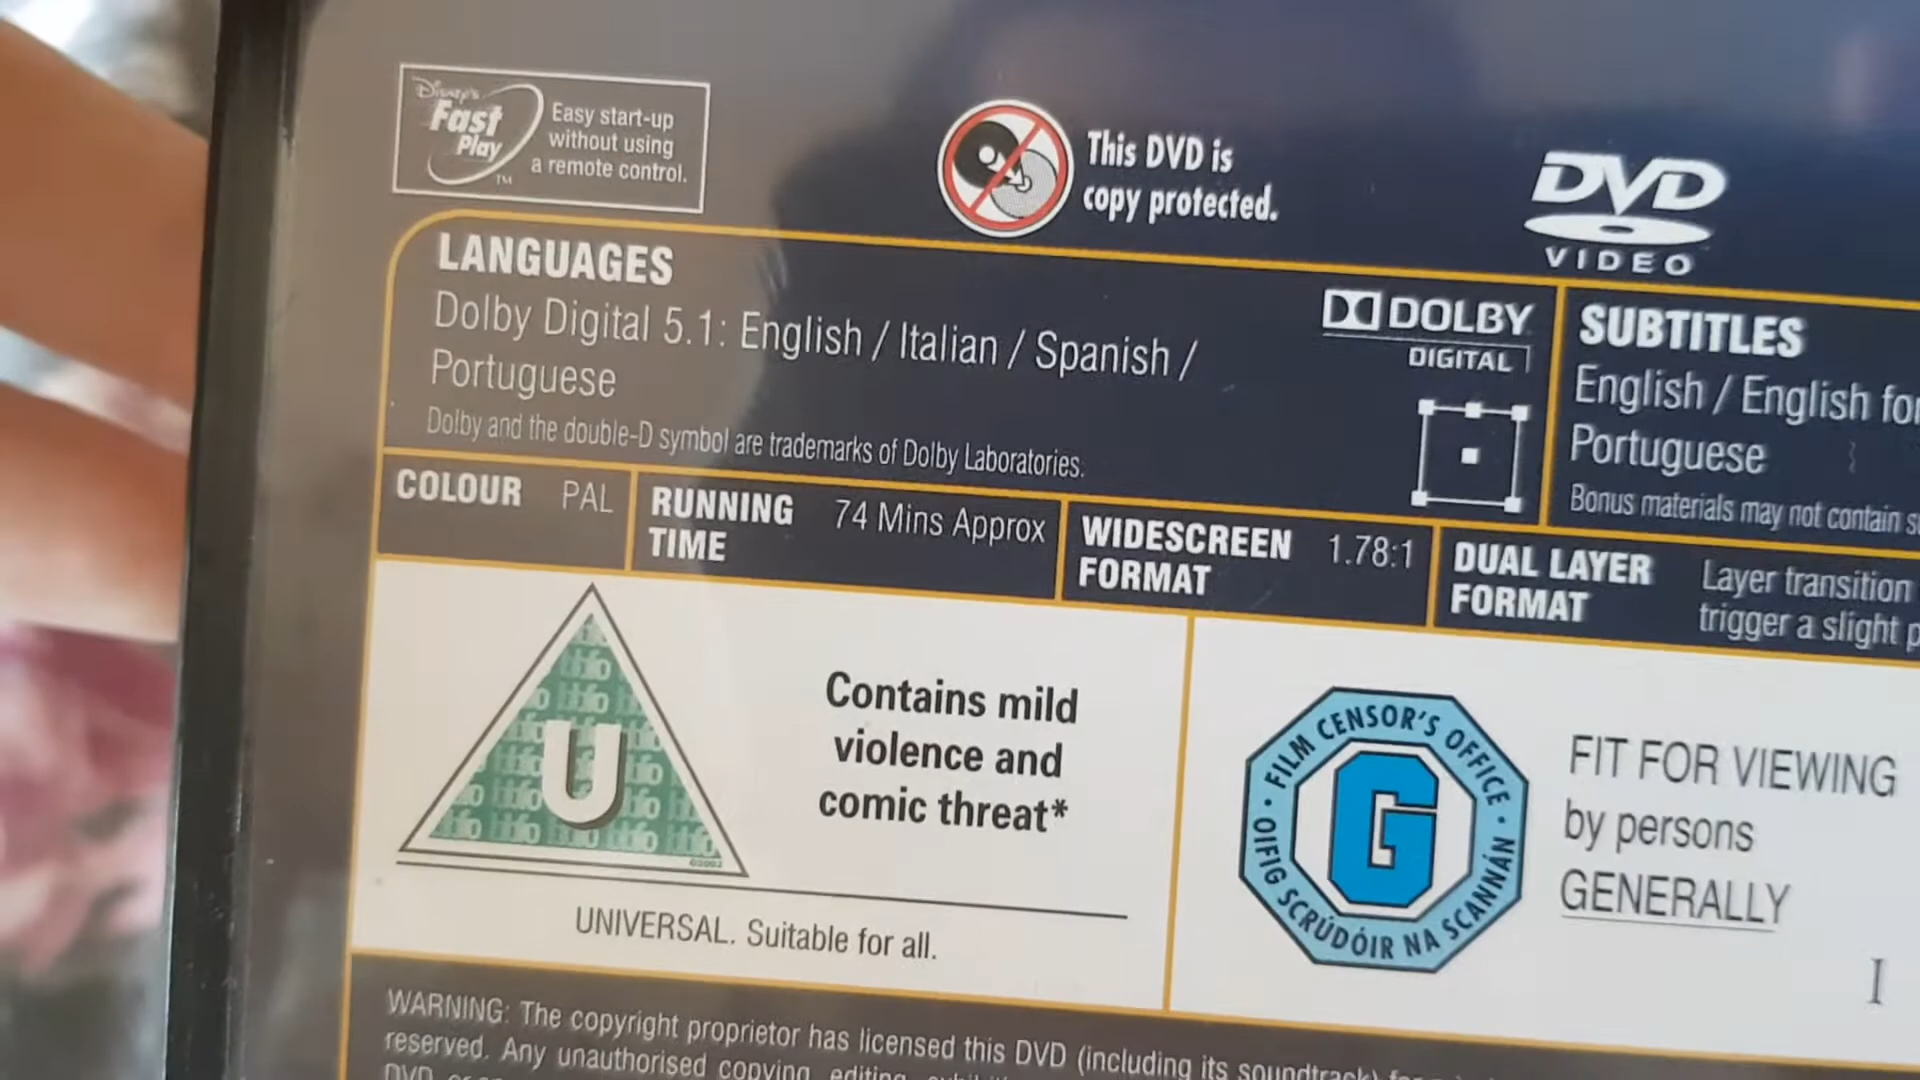 Disney's
Fast
Play
TM
Easy start-up
without using
a remote control.
This DVD is
copy protected.
DVD
VIDEO
LANGUAGES
Dolby Digital 5.1: English / Italian / Spanish /
Portuguese
Dolby and the double-D symbol are trademarks of Dolby Laboratories.
DOLBY
DIGITAL
SUBTITLES
English / English for
Portuguese
Bonus materials may not contain
COLOUR PAL
RUNNING
TIME
74 Mins Approx
WIDESCREEN
FORMAT
1.78:1
DUAL LAYER
FORMAT
Layer transition
trigger a slight
bbfo
U
Contains mild
violence and
comic threat*
UNIVERSAL. Suitable for all.
· FILM CENSOR'S OFFICE ·
OIFIG SCRÚDÓIR NA SCANNÁN
G
FIT FOR VIEWING
by persons
GENERALLY
I
WARNING: The copyright proprietor has licensed this DVD (including its soundtrack)
reserved. Any unauthorised copying, editing,
DVD